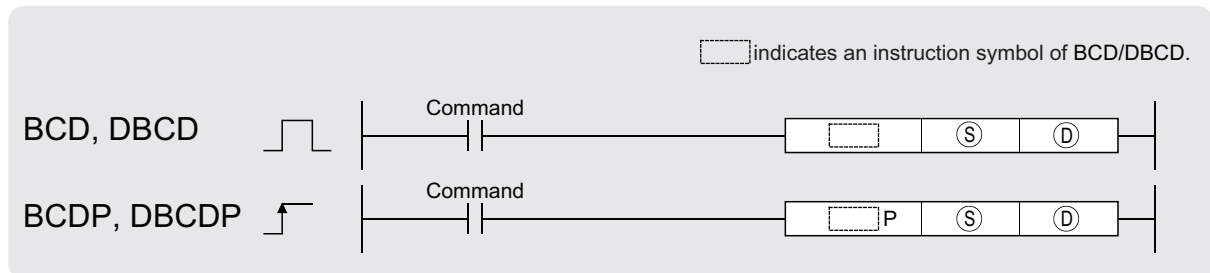 indicates an instruction symbol of BCD/DBCD.
Command
BCD, DBCD Ⓢ Ⓓ
Command
BCDP, DBCDP P Ⓢ Ⓓ